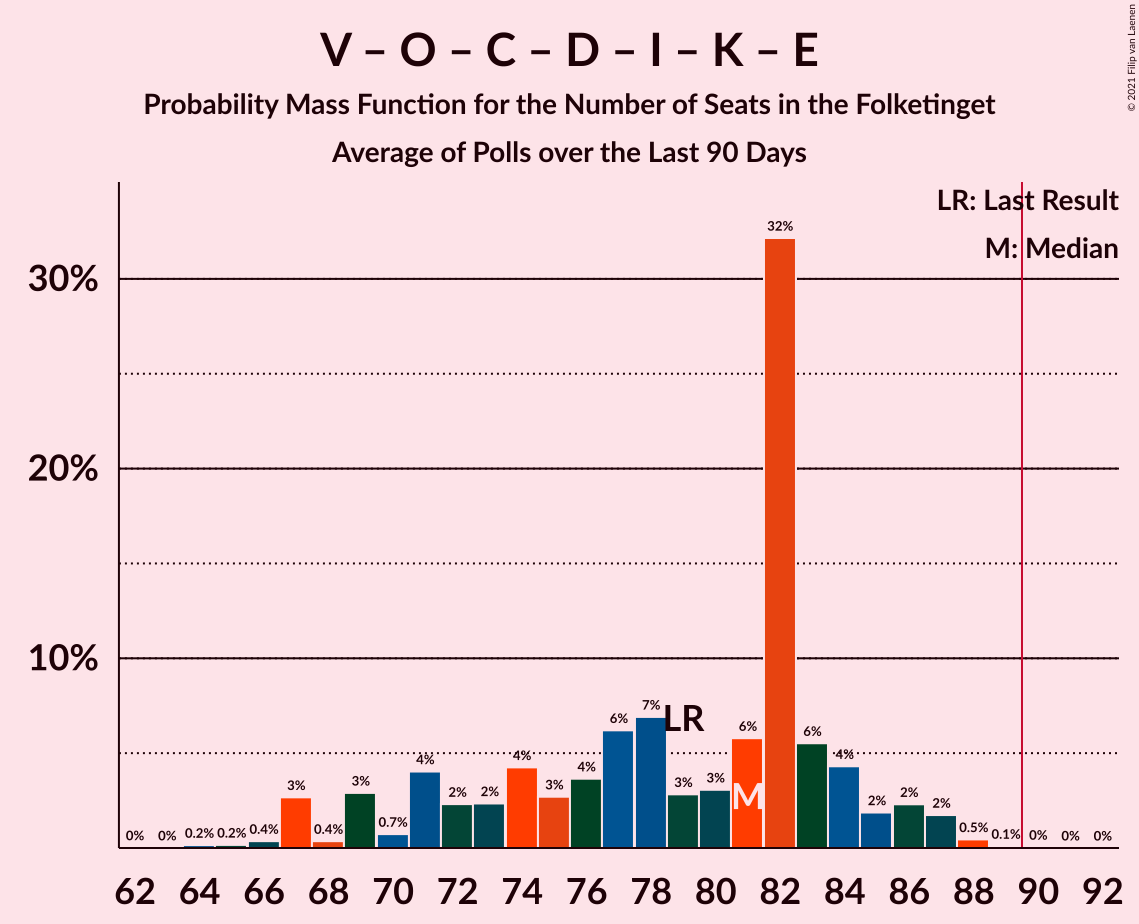 V – O – C – D – I – K – E
Probability Mass Function for the Number of Seats in the Folketinget
Average of Polls over the Last 90 Days
© 2021 Filip van Laenen
LR: Last Result
M: Median
30%
20%
10%
0% 0% 0.2% 0.2% 0.4% 3% 0.4% 3% 0.7% 4% 2% 2% 4% 3% 4% 6% 7% 3% 3% 6% 32% 6% 4% 2% 2% 2% 0.5% 0.1% 0% 0% 0%
LR
M
62 64 66 68 70 72 74 76 78 80 82 84 86 88 90 92